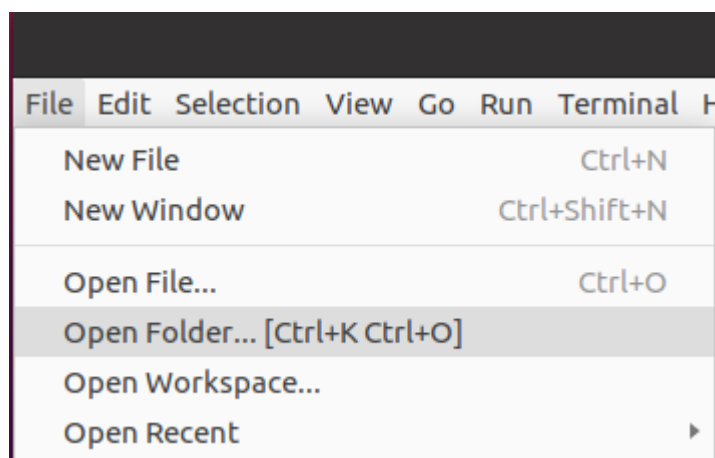 File Edit Selection View Go Run Terminal
New File Ctrl+N
New Window Ctrl+Shift+N
Open File... Ctrl+O
Open Folder... [Ctrl+K Ctrl+O]
Open Workspace...
Open Recent